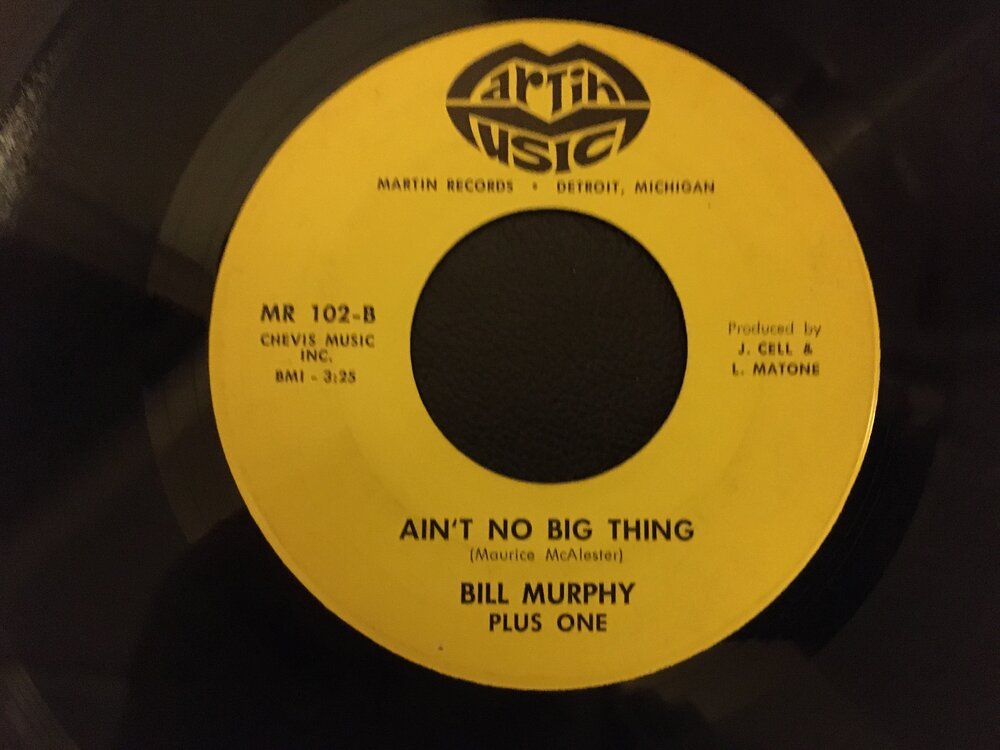 Martin
Music
MARTIN RECORDS • DETROIT, MICHIGAN
MR 102-B
CHEVIS MUSIC
INC.
BMI - 3:25
Produced by
J. CELL &
L. MATONE
AIN'T NO BIG THING
(Maurice McAlester)
BILL MURPHY
PLUS ONE